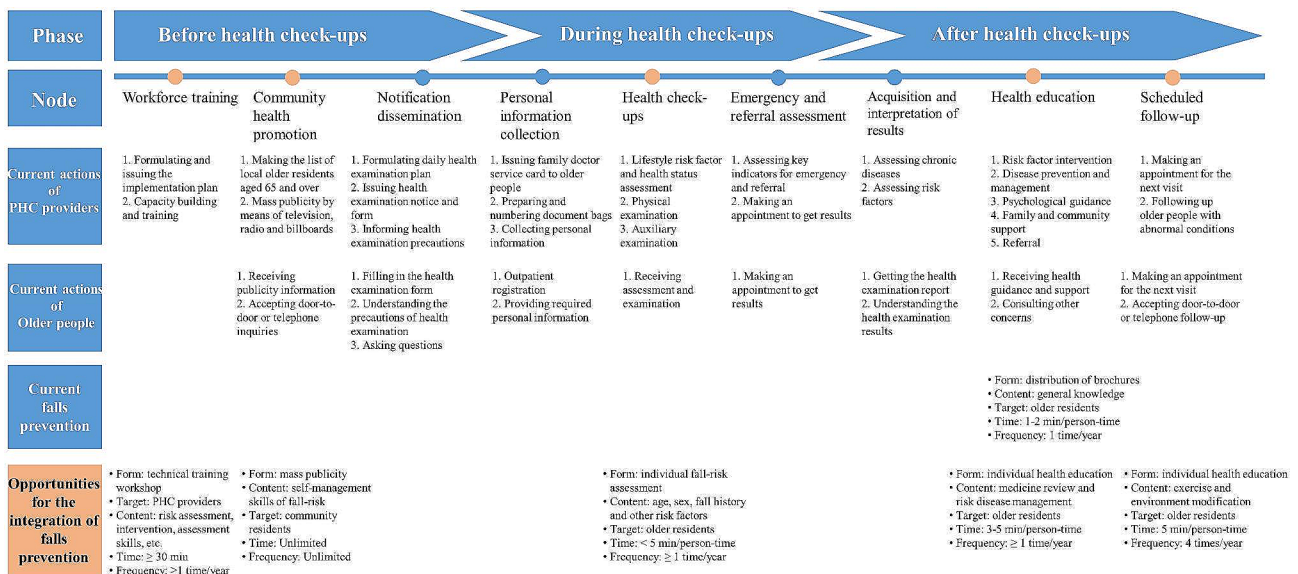 Phase
Before health check-ups
During health check-ups
After health check-ups
Node
Workforce training
Community
health
promotion
Notification
dissemination
Personal
information
collection
Health check-
ups
Emergency and
referral assessment
Acquisition and
interpretation of
results
Health education
Scheduled
follow-up
Current actions
of
PHC providers
1. Formulating and
issuing the
implementation plan
2. Capacity building
and training
1. Making the list of
local older residents
aged 65 and over
2. Mass publicity by
means of television,
radio and billboards
1. Formulating daily health
examination plan
2. Issuing health
examination notice and
form
3. Informing health
examination precautions
1. Issuing family doctor
service card to older
people
2. Preparing and
numbering document bags
3. Collecting personal
information
1. Lifestyle risk factor
and health status
assessment
2. Physical
examination
3. Auxiliary
examination
1. Assessing key
indicators for emergency
and referral
2. Making an
appointment to get results
1. Assessing chronic
diseases
2. Assessing risk
factors
1. Risk factor intervention
2. Disease prevention and
management
3. Psychological guidance
4. Family and community
support
5. Referral
1. Making an
appointment for the
next visit
2. Following up
older people with
abnormal conditions
Current actions
of
Older people
1. Receiving
publicity information
2. Accepting door-to-
door or telephone
inquiries
1. Filling in the health
examination form
2. Understanding the
precautions of health
examination
3. Asking questions
1. Outpatient
registration
2. Providing required
personal information
1. Receiving
assessment and
examination
1. Making an
appointment to get
results
1. Getting the health
examination report
2. Understanding the
health examination
results
1. Receiving health
guidance and support
2. Consulting other
concerns
1. Making an appointment
for the next visit
2. Accepting door-to-door
or telephone follow-up
Current
falls
prevention
• Form: distribution of brochures
• Content: general knowledge
• Target: older residents
• Time: 1-2 min/person-time
• Frequency: 1 time/year
Opportunities
for the
integration of
falls
prevention
• Form: technical training
workshop
• Target: PHC providers
• Content: risk assessment,
intervention, assessment
skills, etc.
• Time: ≥ 30 min
• Frequency: ≥1 time/year
• Form: mass publicity
• Content: self-management
skills of fall-risk
• Target: community
residents
• Time: Unlimited
• Frequency: Unlimited
• Form: individual fall-risk
assessment
• Content: age, sex, fall history
and other risk factors
• Target: older residents
• Time: < 5 min/person-time
• Frequency: ≥ 1 time/year
• Form: individual health education
• Content: medicine review and
risk disease management
• Target: older residents
• Time: 3-5 min/person-time
• Frequency: ≥ 1 time/year
• Form: individual health education
• Content: exercise and
environment modification
• Target: older residents
• Time: 5 min/person-time
• Frequency: 4 times/year